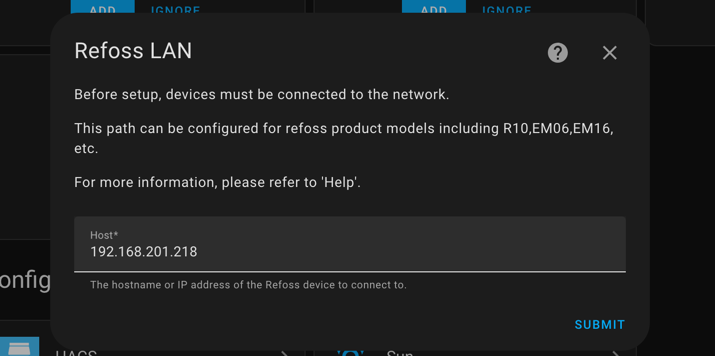 ADD IGNORE ADD IGNORE
Refoss LAN
Before setup, devices must be connected to the network.
This path can be configured for refoss product models including R10,EM06,EM16,
etc.
For more information, please refer to 'Help'.
Host*
192.168.201.218
The hostname or IP address of the Refoss device to connect to.
onfig
SUBMIT
HACS Sun